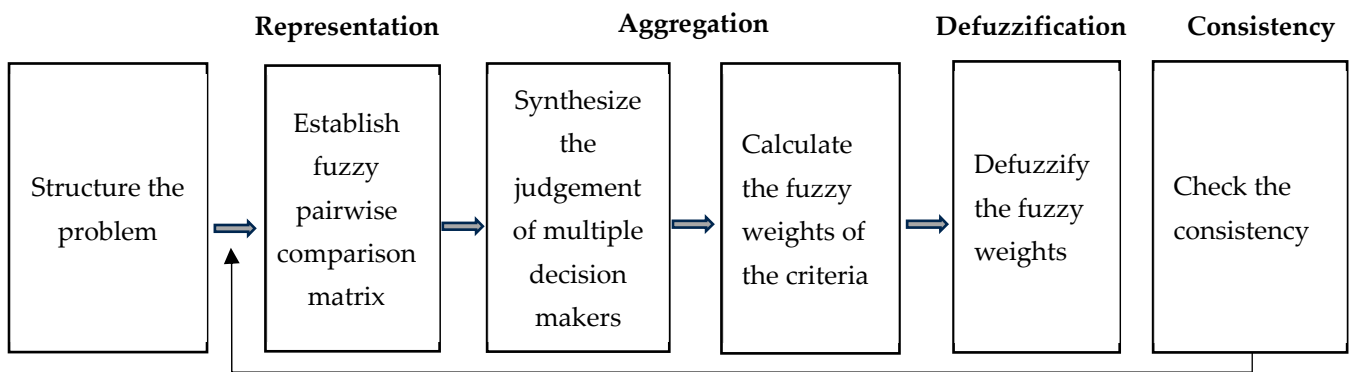 Representation
Aggregation
Defuzzification
Consistency
Structure the
problem
Establish
fuzzy
pairwise
comparison
matrix
Synthesize
the
judgement
of multiple
decision
makers
Calculate
the fuzzy
weights of
the criteria
Defuzzify
the fuzzy
weights
Check the
consistency